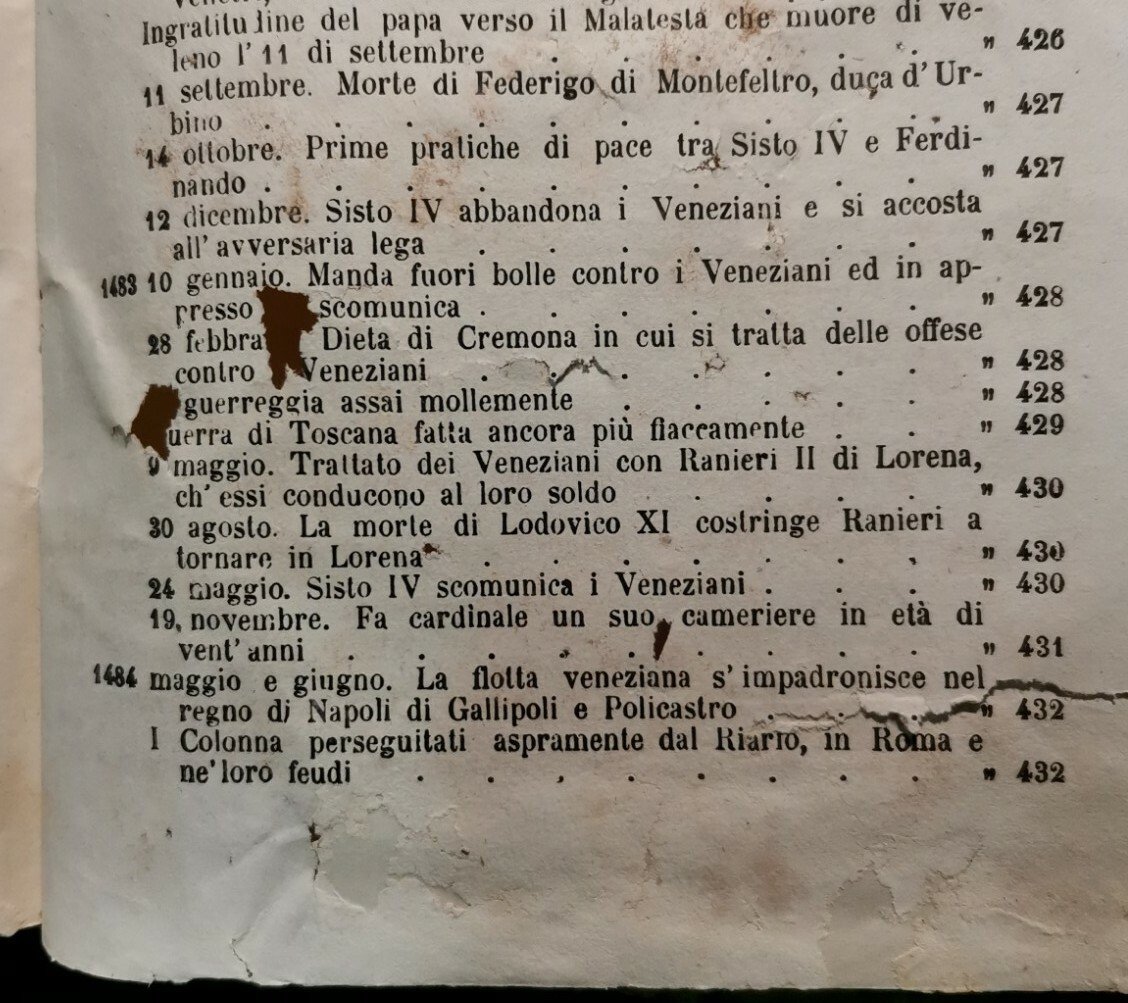 Ingratitudine del papa verso il Malatesta che muore di ve-
leno l'11 di settembre . . . . . . " 426
11 settembre. Morte di Federigo di Montefeltro, duca d'Ur-
bino . . . . . . . . . . " 427
14 ottobre. Prime pratiche di pace tra Sisto IV e Ferdi-
nando . . . . . . . . . . " 427
12 dicembre. Sisto IV abbandona i Veneziani e si accosta
all'avversaria lega . . . . . . . " 427
1483 10 gennaio. Manda fuori bolle contro i Veneziani ed in ap-
presso scomunica . . . . . . . " 428
28 febbra Dieta di Cremona in cui si tratta delle offese
contro Veneziani . . . . . . . " 428
guerreggia assai mollemente . . . . . " 428
uerra di Toscana fatta ancora più fiaccamente . . " 429
9 maggio. Trattato dei Veneziani con Ranieri II di Lorena,
ch'essi conducono al loro soldo . . . . . " 430
30 agosto. La morte di Lodovico XI costringe Ranieri a
tornare in Lorena . . . . . . . " 430
24 maggio. Sisto IV scomunica i Veneziani . . . " 430
19, novembre. Fa cardinale un suo cameriere in età di
vent'anni . . . . . . . . . " 431
1484 maggio e giugno. La flotta veneziana s'impadronisce nel
regno di Napoli di Gallipoli e Policastro . . . " 432
I Colonna perseguitati aspramente dal Riario, in Roma e
ne'loro feudi . . . . . . . . " 432